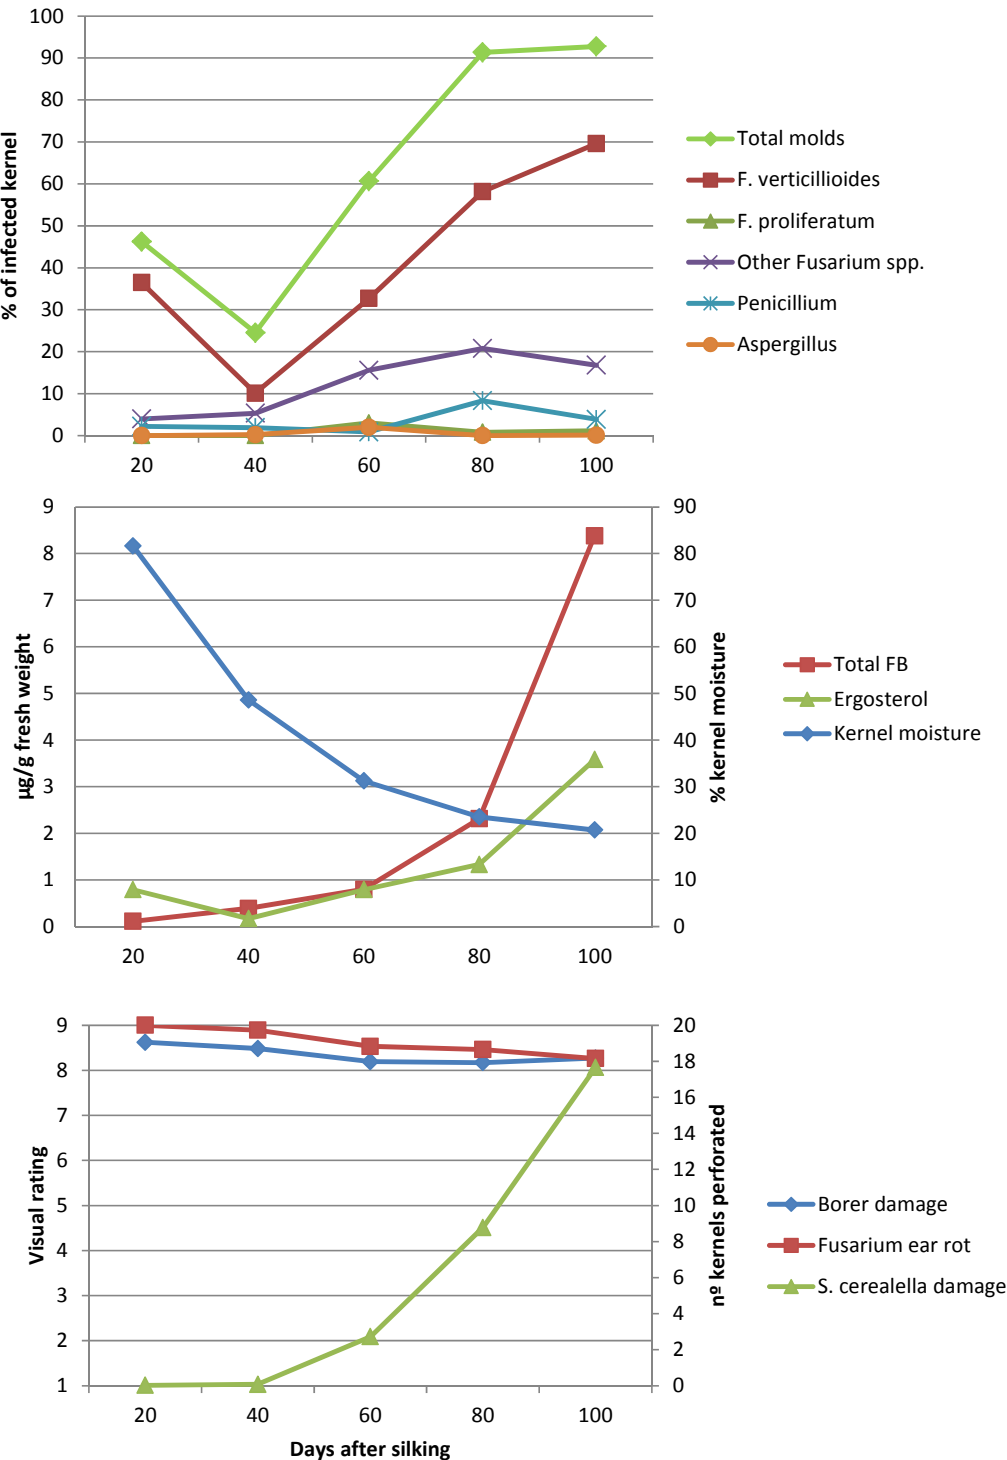 100
90
80
70
60
50
40
30
20
10
0
% of infected kernel
20 40 60 80 100
Total molds
F. verticillioides
F. proliferatum
Other Fusarium spp.
Penicillium
Aspergillus
9
8
7
6
5
4
3
2
1
0
µg/g fresh weight
90
80
70
60
50
40
30
20
10
0
% kernel moisture
20 40 60 80 100
Total FB
Ergosterol
Kernel moisture
9
8
7
6
5
4
3
2
1
Visual rating
20
18
16
14
12
10
8
6
4
2
0
nº kernels perforated
20 40 60 80 100
Days after silking
Borer damage
Fusarium ear rot
S. cerealella damage